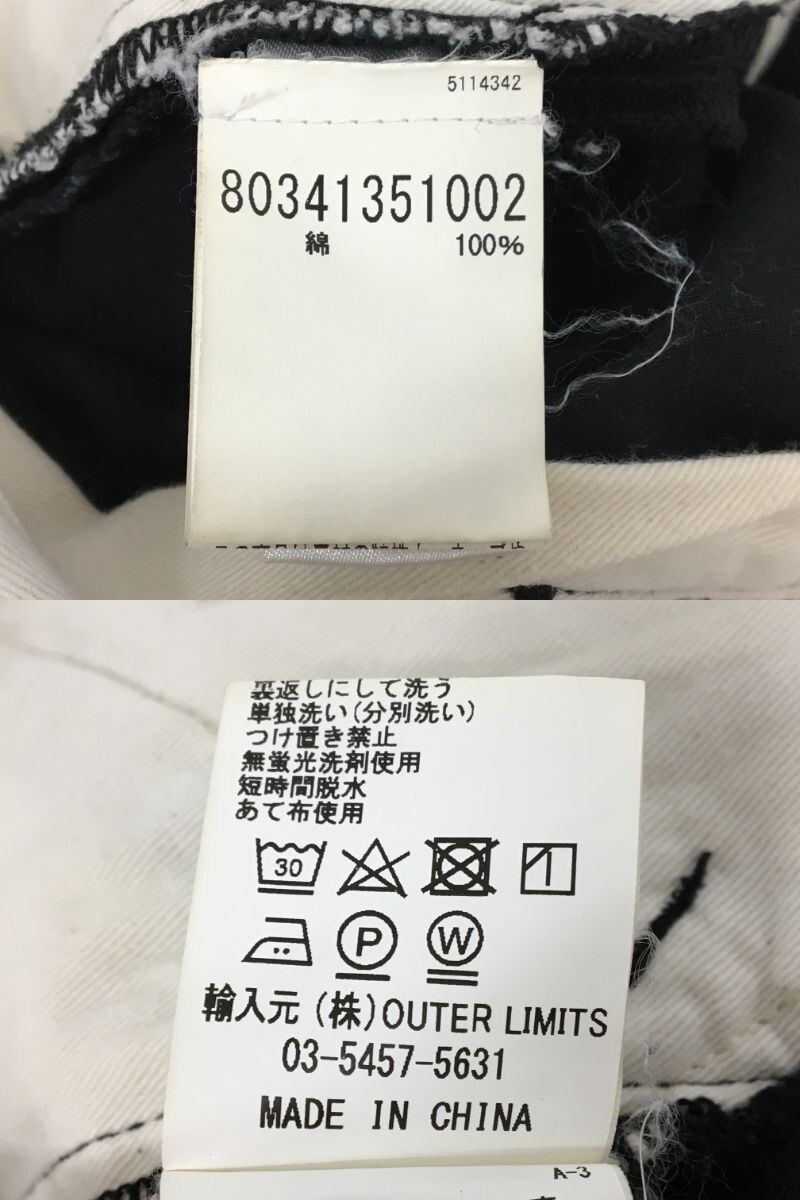 5114342
80341351002
綿 100%
裏返しにして洗う
単独洗い(分別洗い)
つけ置き禁止
無蛍光洗剤使用
短時間脱水
あて布使用
30
P
W
輸入元 (株)OUTER LIMITS
03-5457-5631
MADE IN CHINA
A-3